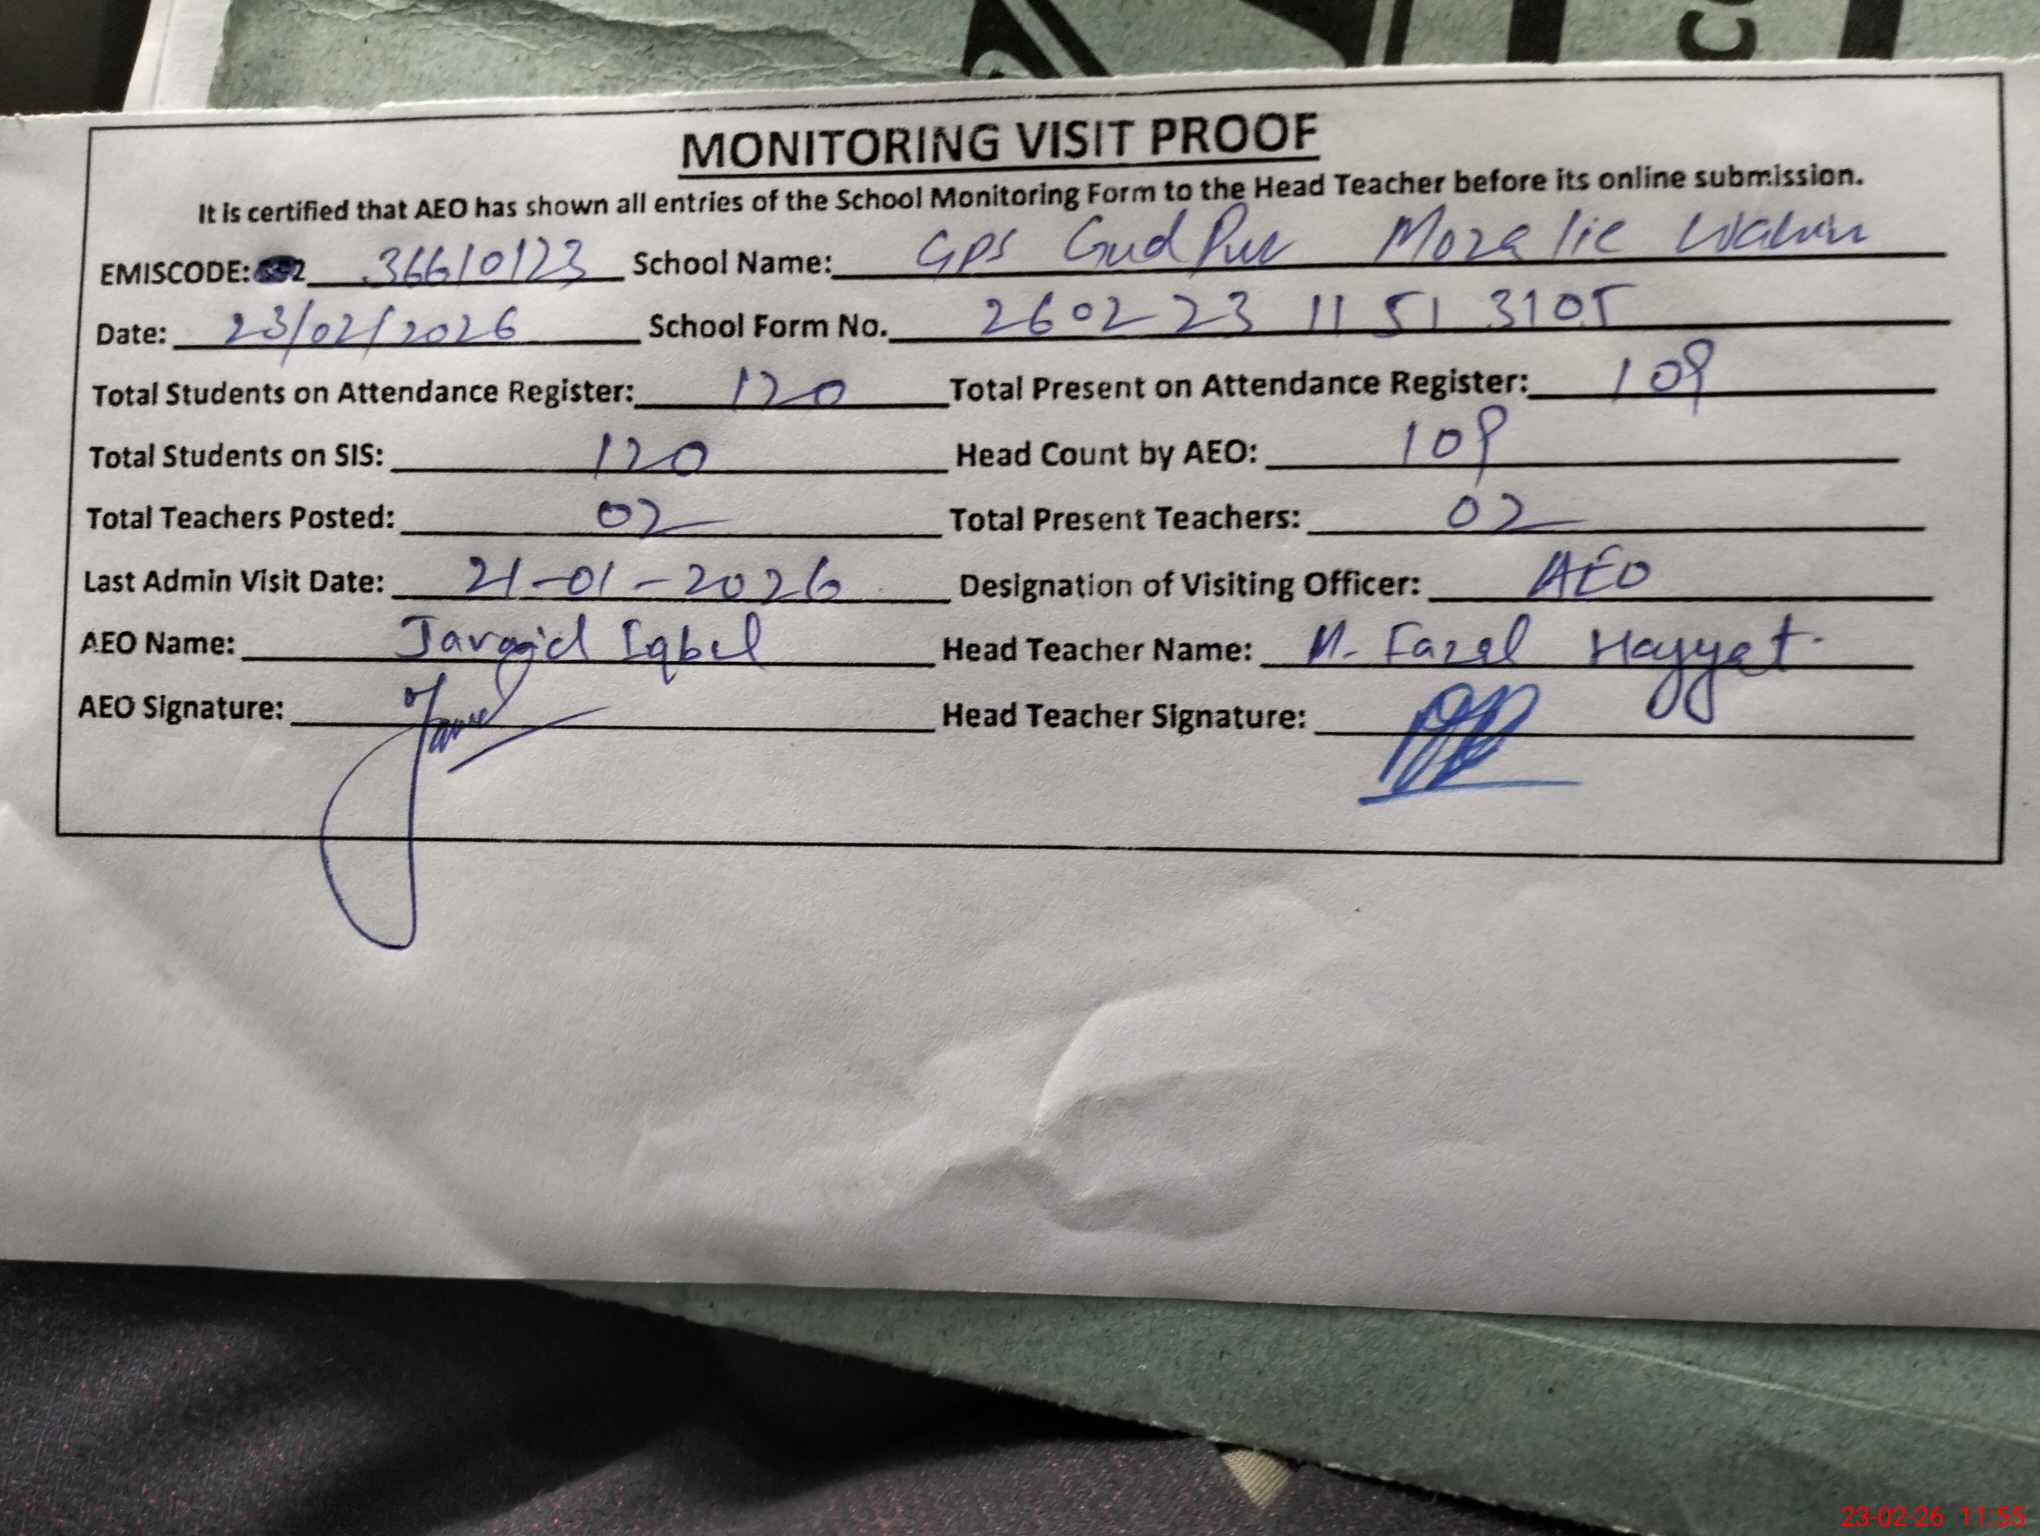 CO
MONITORING VISIT PROOF
It is certified that AEO has shown all entries of the School Monitoring Form to the Head Teacher before its online submission.
EMISCODE: 36610123 School Name: GPS Gud Pur
Date: 23/02/2026 School Form No. 26022311513105
Total Students on Attendance Register: 120 Total Present on Attendance Register: 109
Total Students on SIS: 120 Head Count by AEO: 109
Total Teachers Posted: 02 Total Present Teachers: 02
Last Admin Visit Date: 21-01-2026 Designation of Visiting Officer: AEO
AEO Name: Iqbal Head Teacher Name: M. Fazal Hayyat
AEO Signature: Head Teacher Signature:
23-02-26 11:55